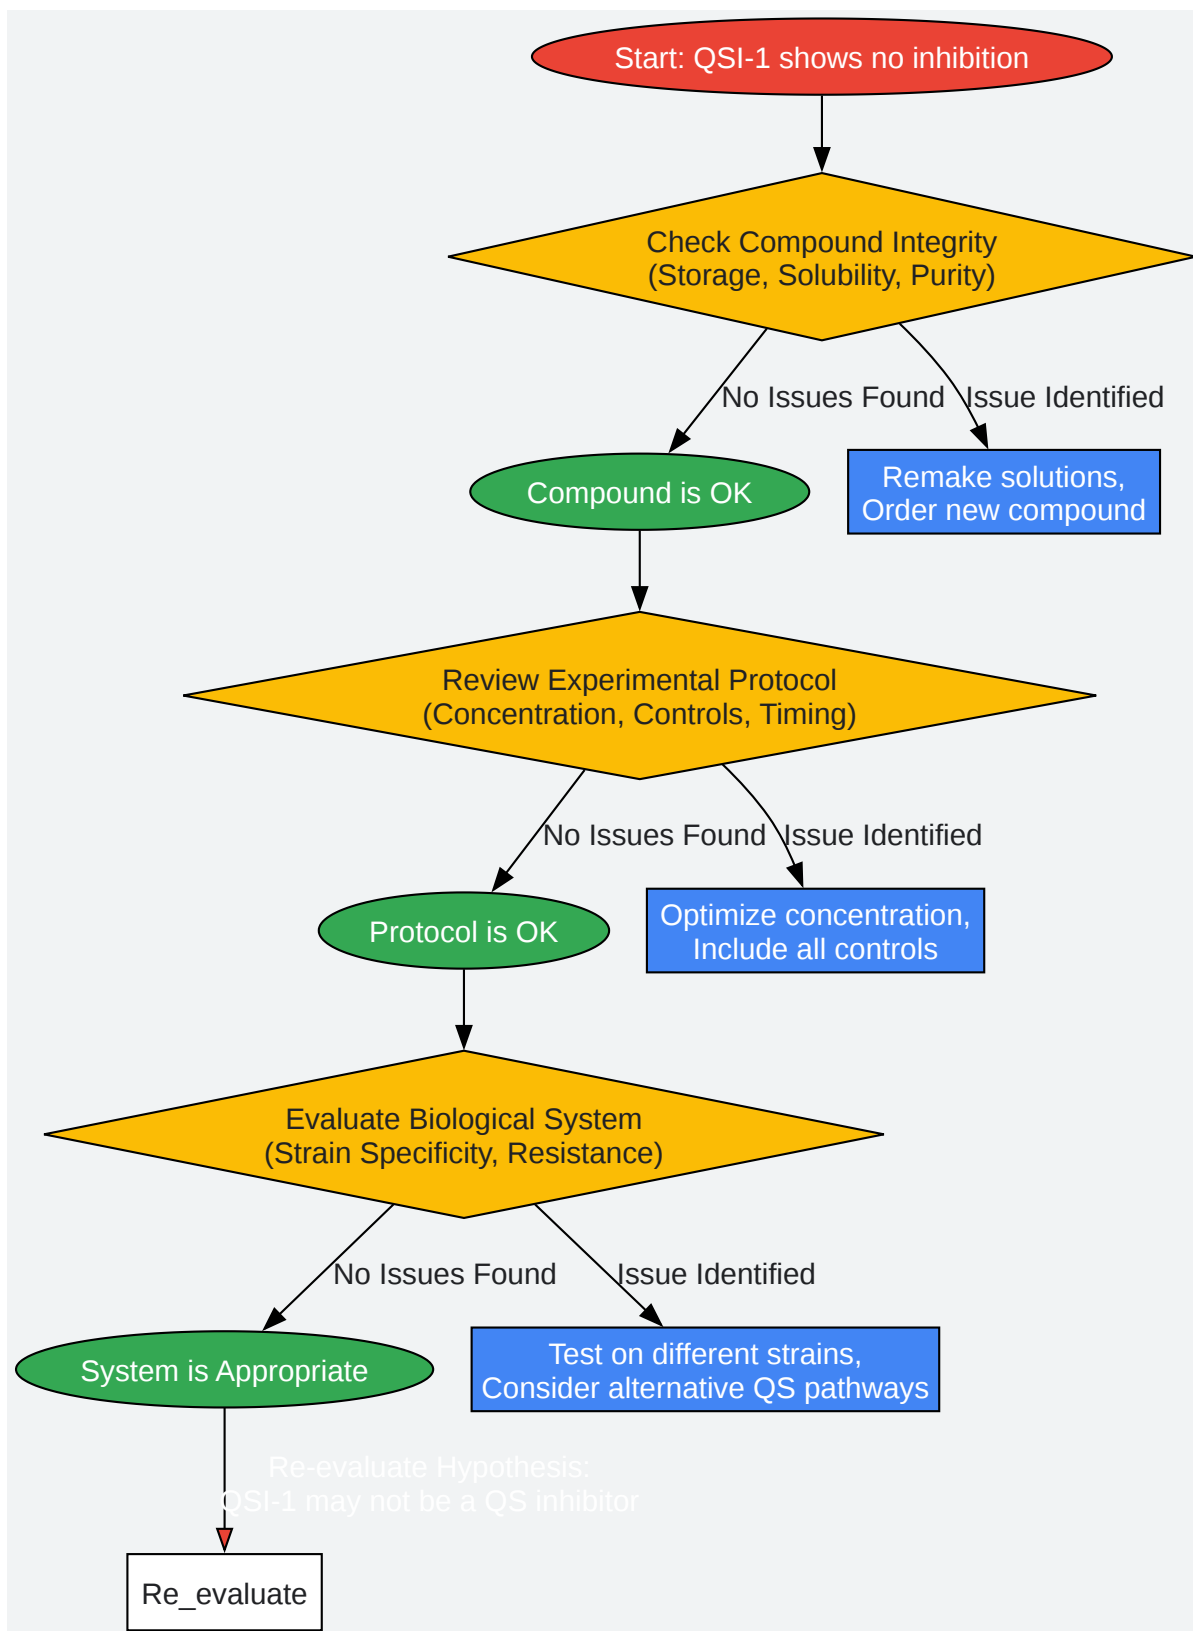 Start: QSI-1 shows no inhibition
Check Compound Integrity
(Storage, Solubility, Purity)
No Issues Found
Issue Identified
Compound is OK
Remake solutions,
Order new compound
Review Experimental Protocol
(Concentration, Controls, Timing)
No Issues Found
Issue Identified
Protocol is OK
Optimize concentration,
Include all controls
Evaluate Biological System
(Strain Specificity, Resistance)
No Issues Found
Issue Identified
System is Appropriate
Test on different strains,
Consider alternative QS pathways
Re-evaluate Hypothesis:
QSI-1 may not be a QS inhibitor
Re_evaluate